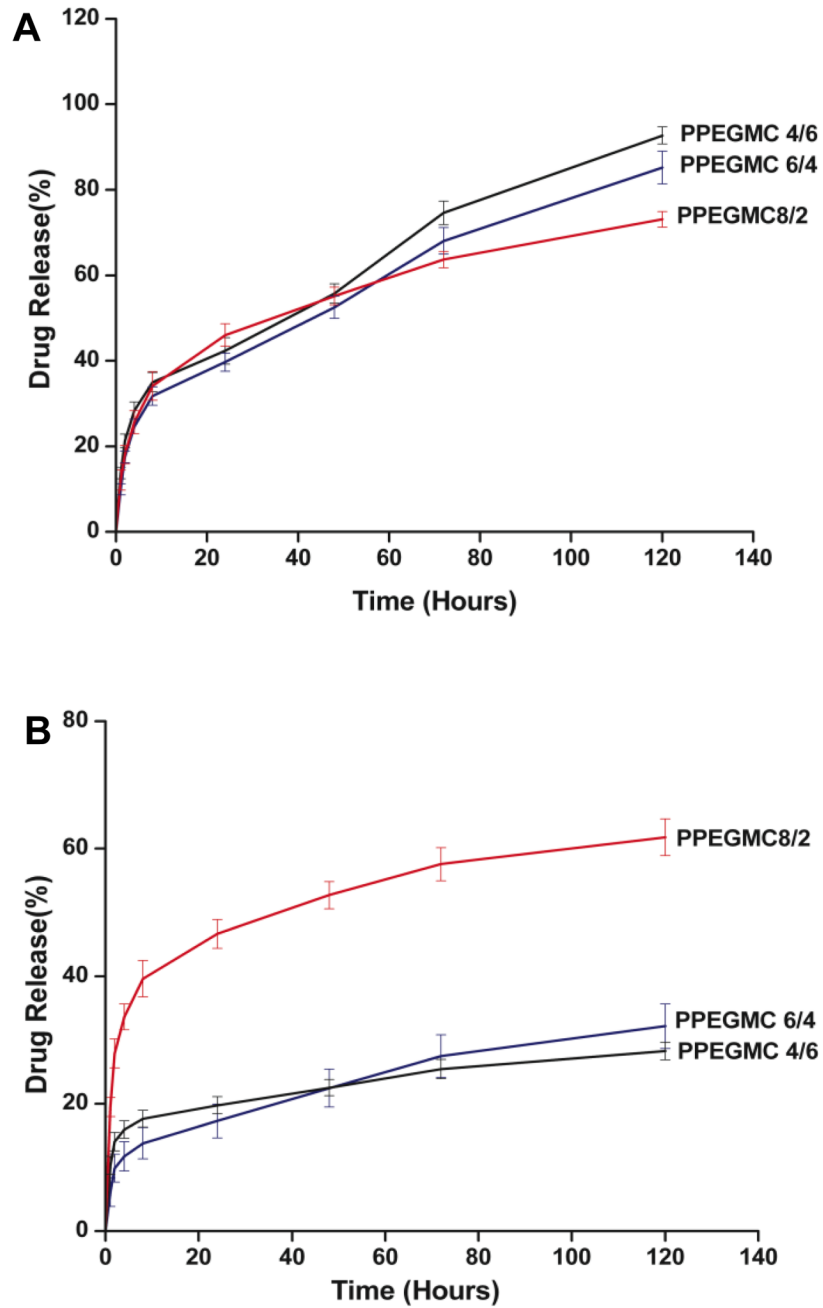 A
120
100
80
60
40
20
0
Drug Release(%)
PPEGMC 4/6
PPEGMC 6/4
PPEGMC8/2
0 20 40 60 80 100 120 140
Time (Hours)
B
80
60
40
20
0
Drug Release(%)
PPEGMC8/2
PPEGMC 6/4
PPEGMC 4/6
0 20 40 60 80 100 120 140
Time (Hours)